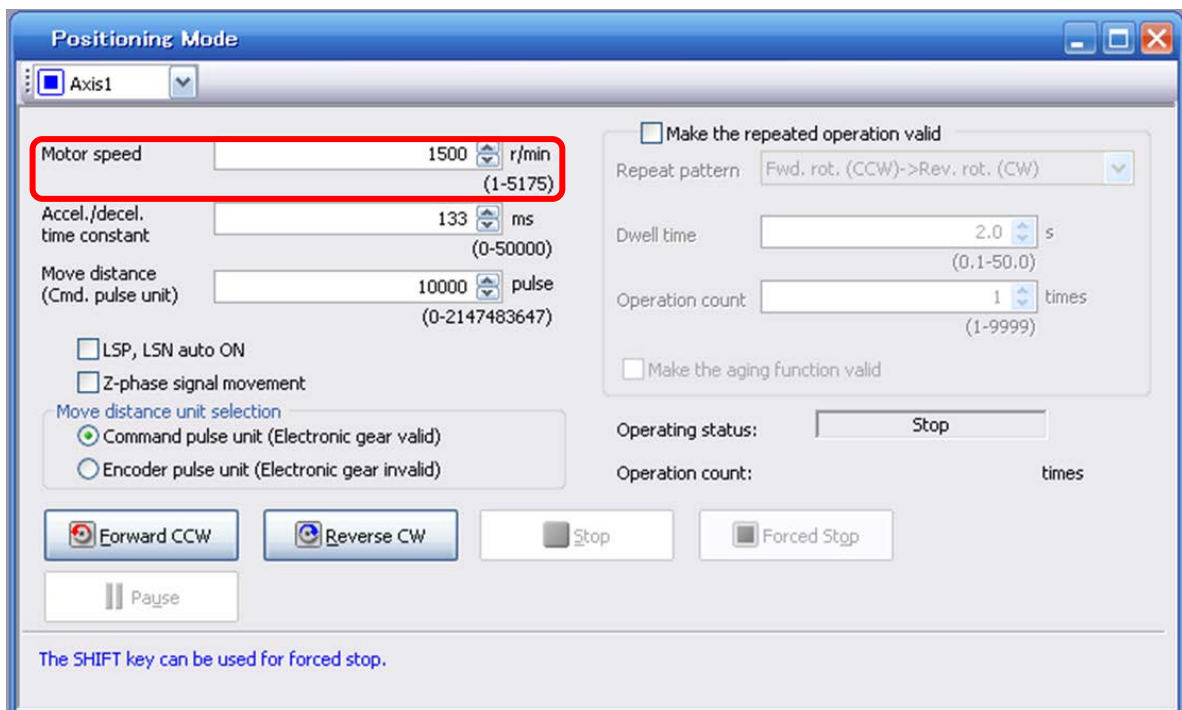 Positioning Mode
Axis1
Motor speed 1500 r/min
(1-5175)
Accel./decel.
time constant 133 ms
(0-50000)
Move distance
(Cmd. pulse unit) 10000 pulse
(0-2147483647)
LSP, LSN auto ON
Z-phase signal movement
Move distance unit selection
Command pulse unit (Electronic gear valid)
Encoder pulse unit (Electronic gear invalid)
Make the repeated operation valid
Repeat pattern Fwd. rot. (CCW)->Rev. rot. (CW)
Dwell time 2.0 s
(0.1-50.0)
Operation count 1 times
(1-9999)
Make the aging function valid
Operating status: Stop
Operation count: times
Forward CCW Reverse CW Stop Forced Stop
Pause
The SHIFT key can be used for forced stop.